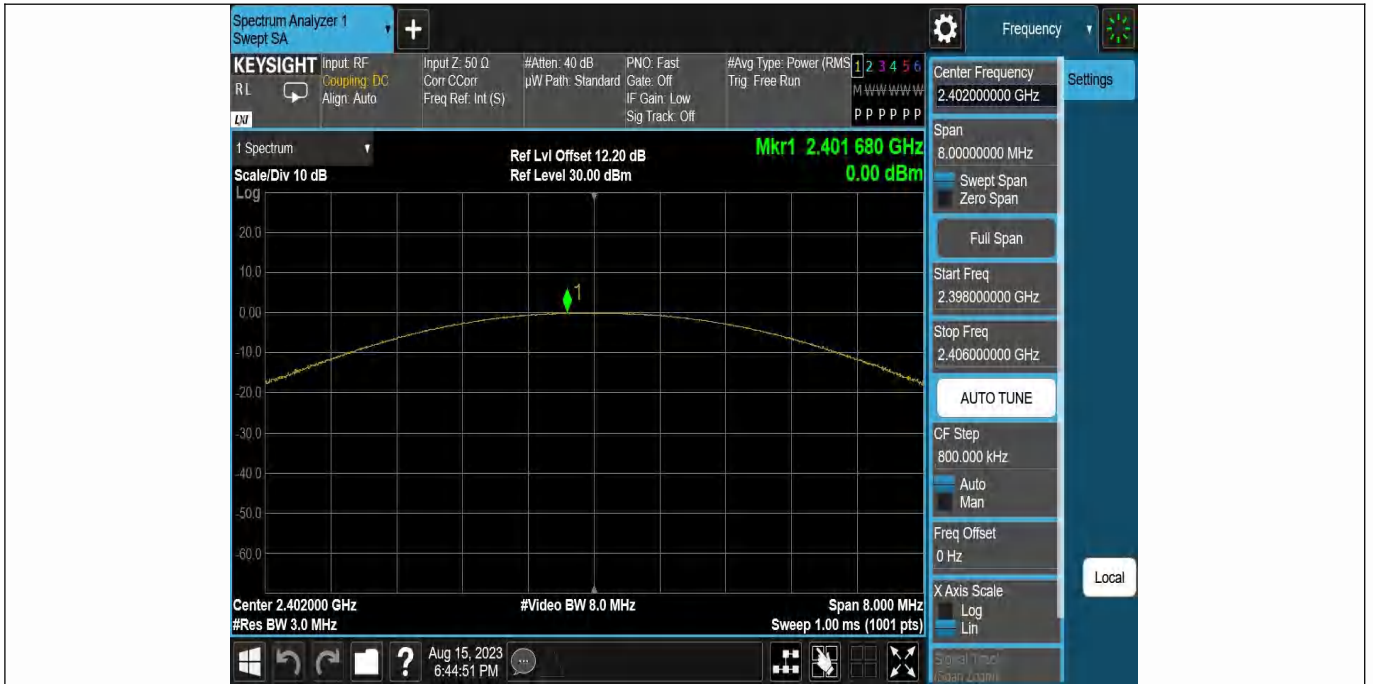 Spectrum Analyzer 1
Swept SA
+
Frequency
KEYSIGHT
RL
LXI
Input: RF
Coupling: DC
Align: Auto
Input Z: 50 Ω
Corr CCorr
Freq Ref: Int (S)
#Atten: 40 dB
µW Path: Standard
PNO: Fast
Gate: Off
IF Gain: Low
Sig Track: Off
#Avg Type: Power (RMS
Trig: Free Run
1 2 3 4 5 6
M W W W W W
P P P P P P
1 Spectrum
Scale/Div 10 dB
Log
Ref Lvl Offset 12.20 dB
Ref Level 30.00 dBm
Mkr1 2.401 680 GHz
0.00 dBm
20.0
10.0
0.00
-10.0
-20.0
-30.0
-40.0
-50.0
-60.0
1
Center 2.402000 GHz
#Res BW 3.0 MHz
#Video BW 8.0 MHz
Span 8.000 MHz
Sweep 1.00 ms (1001 pts)
?
Aug 15, 2023
6:44:51 PM
Center Frequency
2.402000000 GHz
Settings
Span
8.00000000 MHz
Swept Span
Zero Span
Full Span
Start Freq
2.398000000 GHz
Stop Freq
2.406000000 GHz
AUTO TUNE
CF Step
800.000 kHz
Auto
Man
Freq Offset
0 Hz
X Axis Scale
Log
Lin
Signal Track
(Span Zoom)
Local